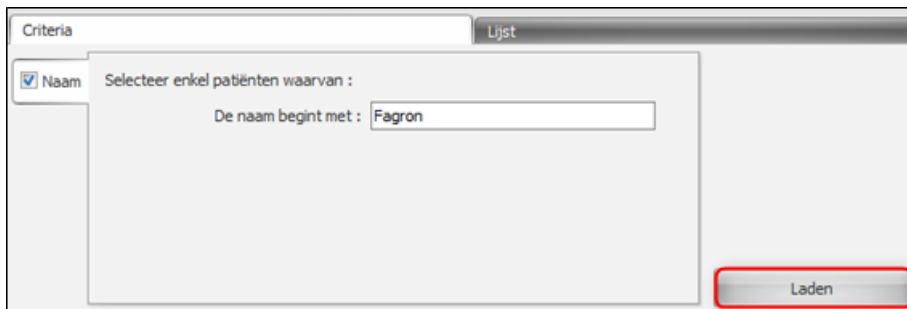 Criteria
Lijst
Naam
Selecteer enkel patiënten waarvan :
De naam begint met : Fagron
Laden